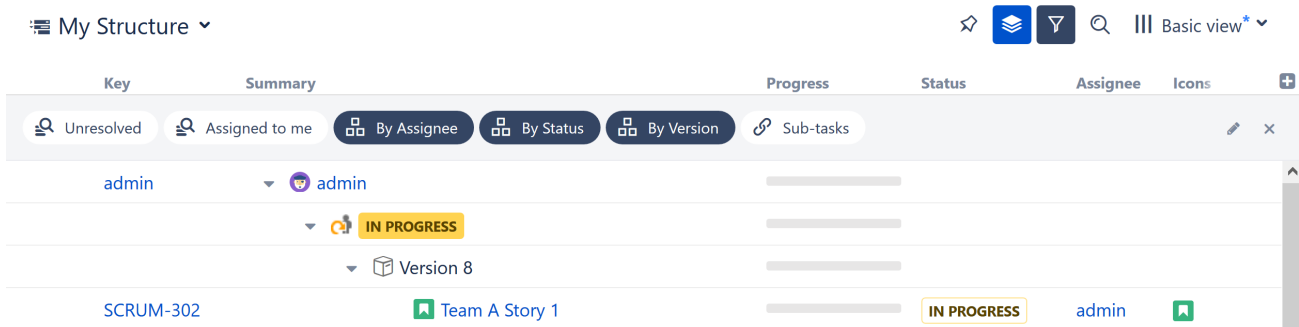 My Structure
Basic view*
Key Summary Progress Status Assignee Icons
Unresolved Assigned to me By Assignee By Status By Version Sub-tasks
admin admin
IN PROGRESS
Version 8
SCRUM-302 Team A Story 1 IN PROGRESS admin